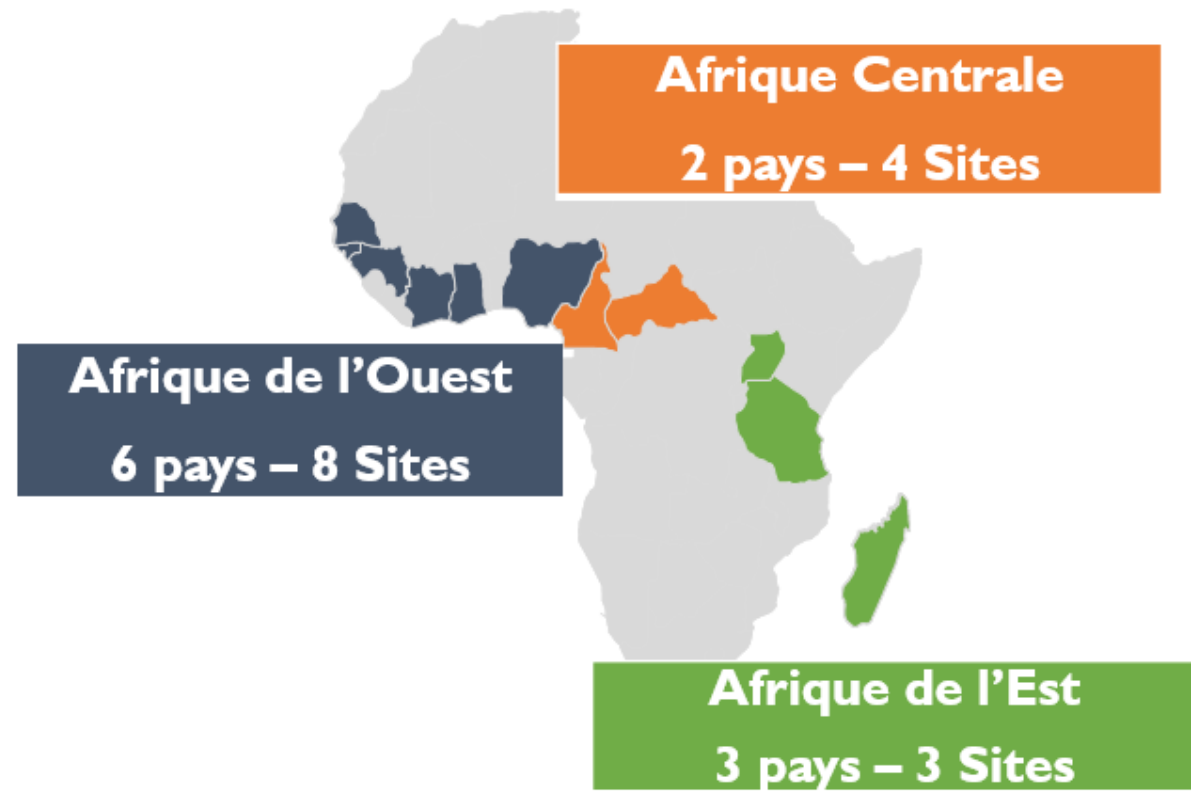 Afrique Centrale
2 pays – 4 Sites
Afrique de l’Ouest
6 pays – 8 Sites
Afrique de l’Est
3 pays – 3 Sites